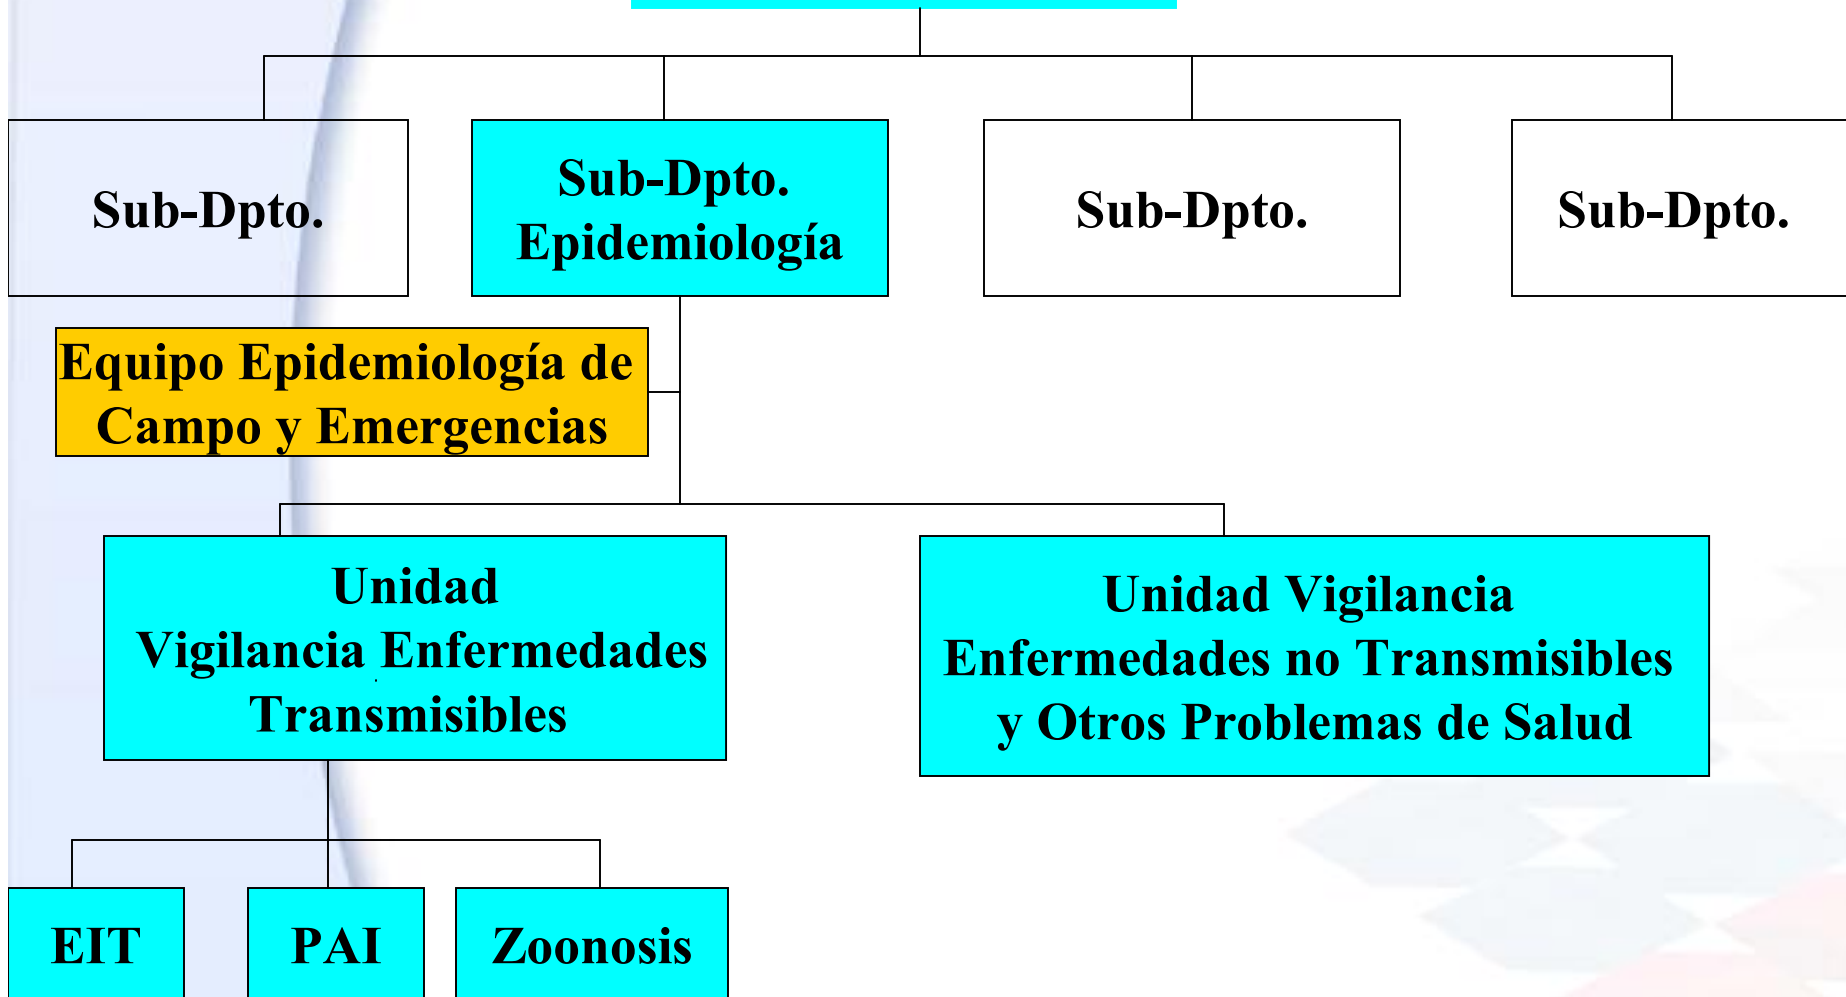 Sub-Dpto.
Sub-Dpto.
Epidemiología
Sub-Dpto.
Sub-Dpto.
Equipo Epidemiología de
Campo y Emergencias
Unidad
Vigilancia Enfermedades
Transmisibles
Unidad Vigilancia
Enfermedades no Transmisibles
y Otros Problemas de Salud
EIT
PAI
Zoonosis